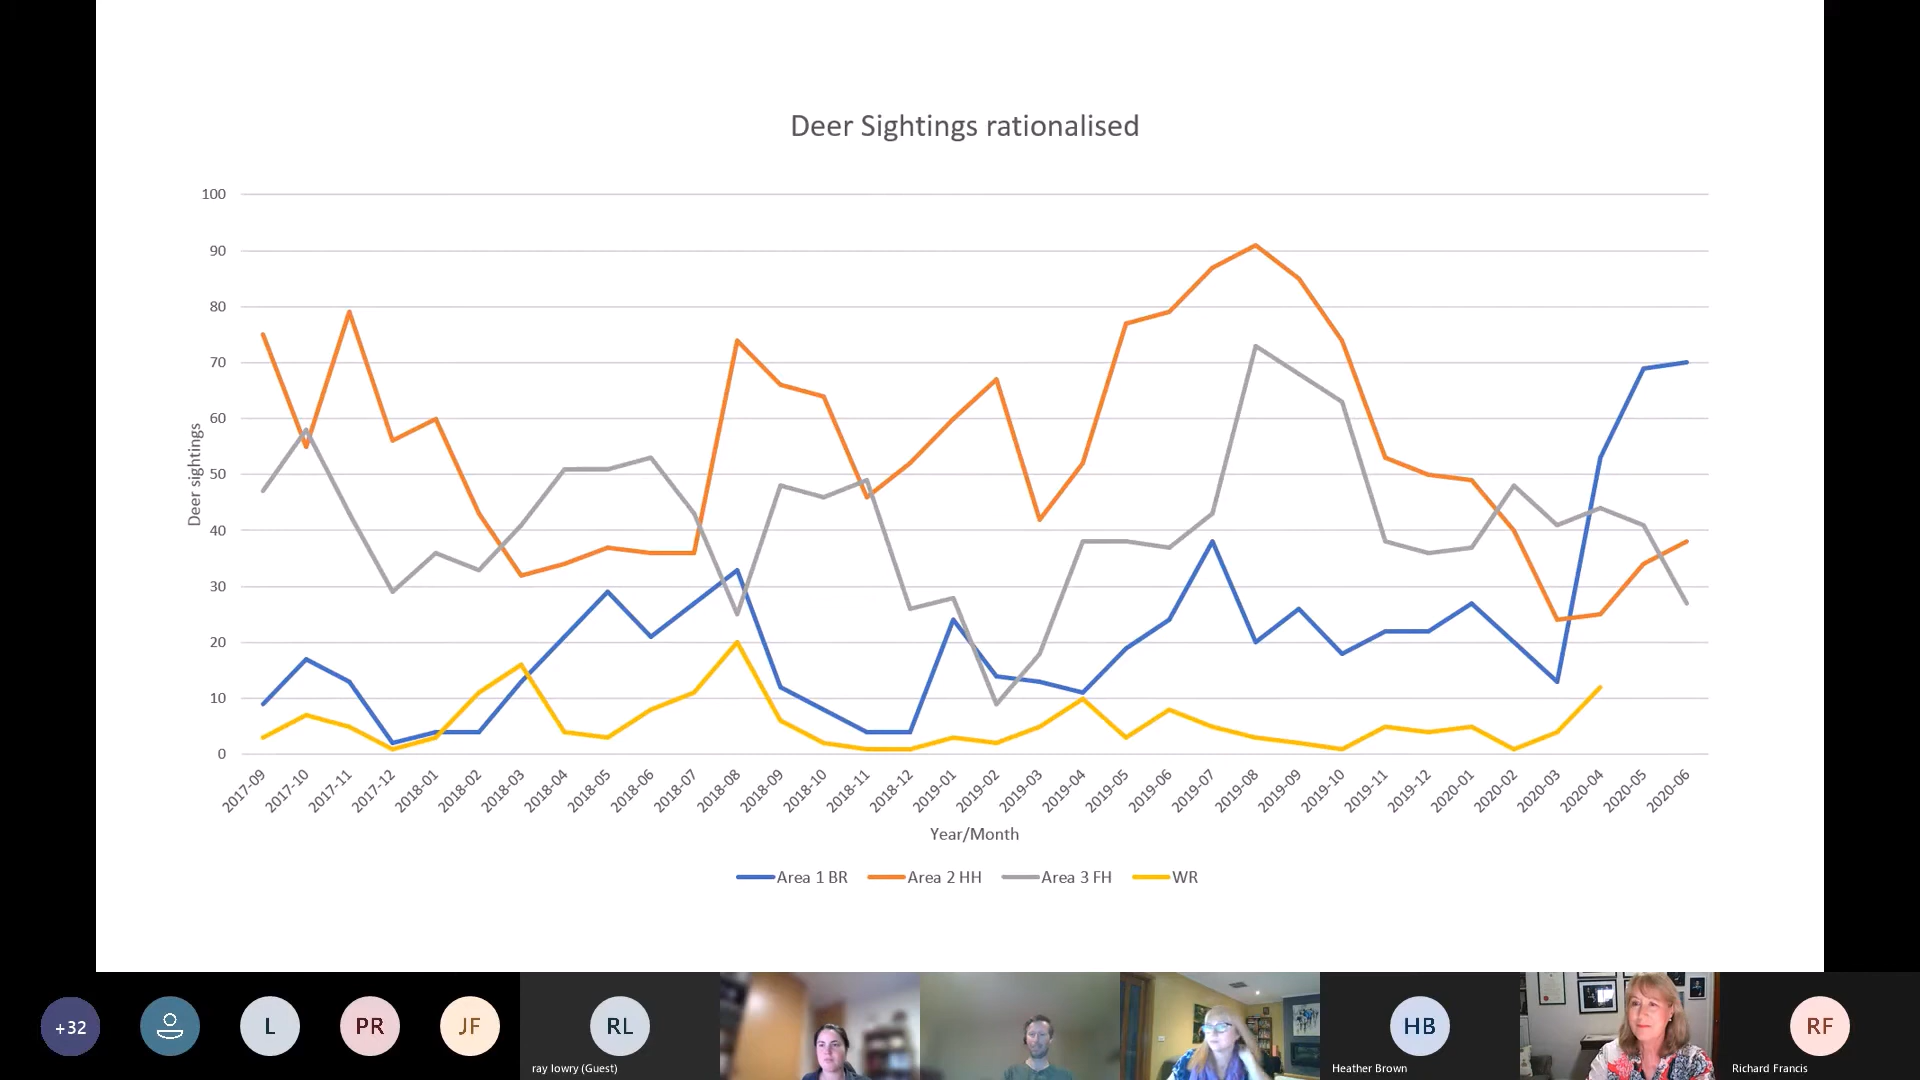 Deer Sightings rationalised
100
90
80
70
60
50
40
30
20
10
0
Deer sightings
2017-09 2017-10 2017-11 2017-12 2018-01 2018-02 2018-03 2018-04 2018-05 2018-06 2018-07 2018-08 2018-09 2018-10 2018-11 2018-12 2019-01 2019-02 2019-03 2019-04 2019-05 2019-06 2019-07 2019-08 2019-09 2019-10 2019-11 2019-12 2020-01 2020-02 2020-03 2020-04 2020-05 2020-06
Year/Month
Area 1 BR Area 2 HH Area 3 FH WR
+32 L PR JF RL HB RF
ray lowry (Guest) Heather Brown Richard Francis